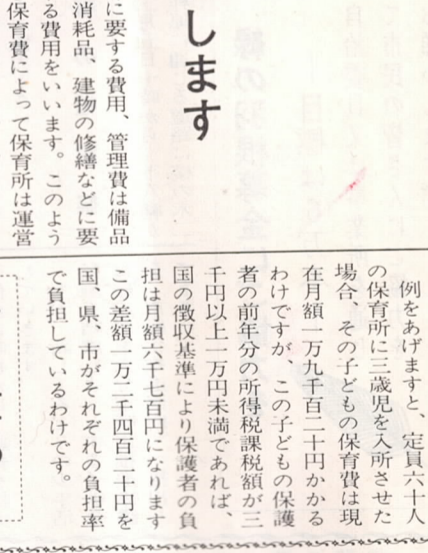 します
に要する費用、管理費は備品
消耗品、建物の修繕などに要
る費用をいいます。このよう
保育費によって保育所は運営
例をあげますと、定員六十人
の保育所に三歳児を入所させた
場合、その子どもの保育費は現
在月額一万九千百二十円かかる
わけですが、この子どもの保護
者の前年分の所得税課税額が三
千円以上一万円未満であれば、
国の徴収基準により保護者の負
担は月額六千七百円になります
この差額一万二千四百二十円を
国、県、市がそれぞれの負担率
で負担しているわけです。